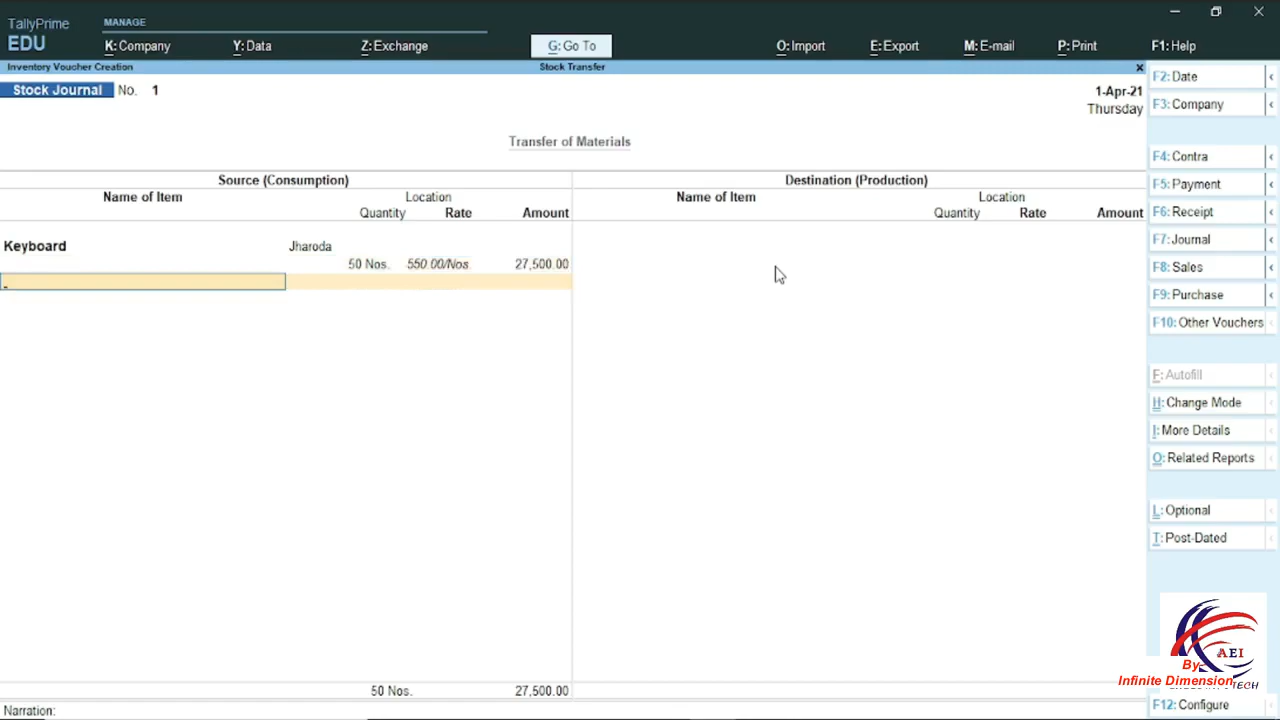 TallyPrime
EDU
MANAGE
K: Company
Y: Data
Z: Exchange
G: Go To
O: Import
E: Export
M: E-mail
P: Print
F1: Help
Inventory Voucher Creation
Stock Transfer
×
Stock Journal No. 1
1-Apr-21
Thursday
Transfer of Materials
Source (Consumption)
Destination (Production)
Name of Item
Location
Quantity Rate Amount
Name of Item
Location
Quantity Rate Amount
Keyboard Jharoda
50 Nos. 550.00/Nos. 27,500.00
50 Nos. 27,500.00
Narration:
F2: Date
F3: Company
F4: Contra
F5: Payment
F6: Receipt
F7: Journal
F8: Sales
F9: Purchase
F10: Other Vouchers
F: Autofill
H: Change Mode
I: More Details
O: Related Reports
L: Optional
T: Post-Dated
F12: Configure
AEI
By-
Infinite Dimension